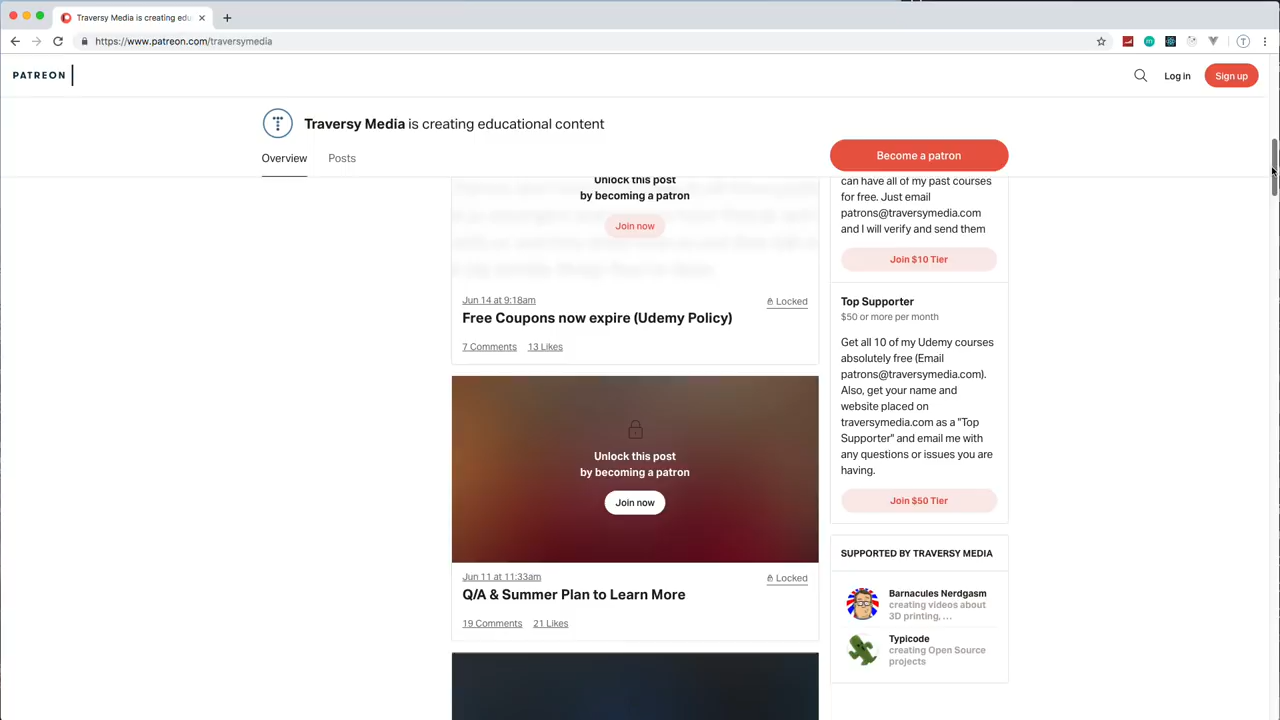 Traversy Media is creating edu
https://www.patreon.com/traversymedia
PATREON
Log in
Sign up
Traversy Media is creating educational content
Overview
Posts
Become a patron
Unlock this post
by becoming a patron
Join now
Jun 14 at 9:18am
Locked
Free Coupons now expire (Udemy Policy)
7 Comments
13 Likes
Unlock this post
by becoming a patron
Join now
Jun 11 at 11:33am
Locked
Q/A & Summer Plan to Learn More
19 Comments
21 Likes
can have all of my past courses
for free. Just email
patrons@traversymedia.com
and I will verify and send them
Join $10 Tier
Top Supporter
$50 or more per month
Get all 10 of my Udemy courses
absolutely free (Email
patrons@traversymedia.com).
Also, get your name and
website placed on
traversymedia.com as a "Top
Supporter" and email me with
any questions or issues you are
having.
Join $50 Tier
SUPPORTED BY TRAVERSY MEDIA
Barnacules Nerdgasm
creating videos about
3D printing, …
Typicode
creating Open Source
projects